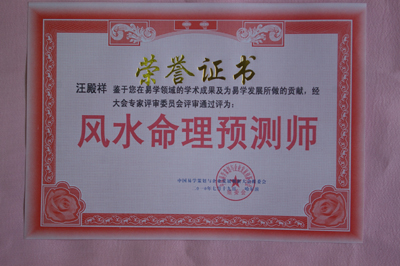 荣誉证书
汪殿祥 鉴于您在易学领域的学术成果及为易学发展所做的贡献，经
大会专家评审委员会评审通过评为：
风水命理预测师